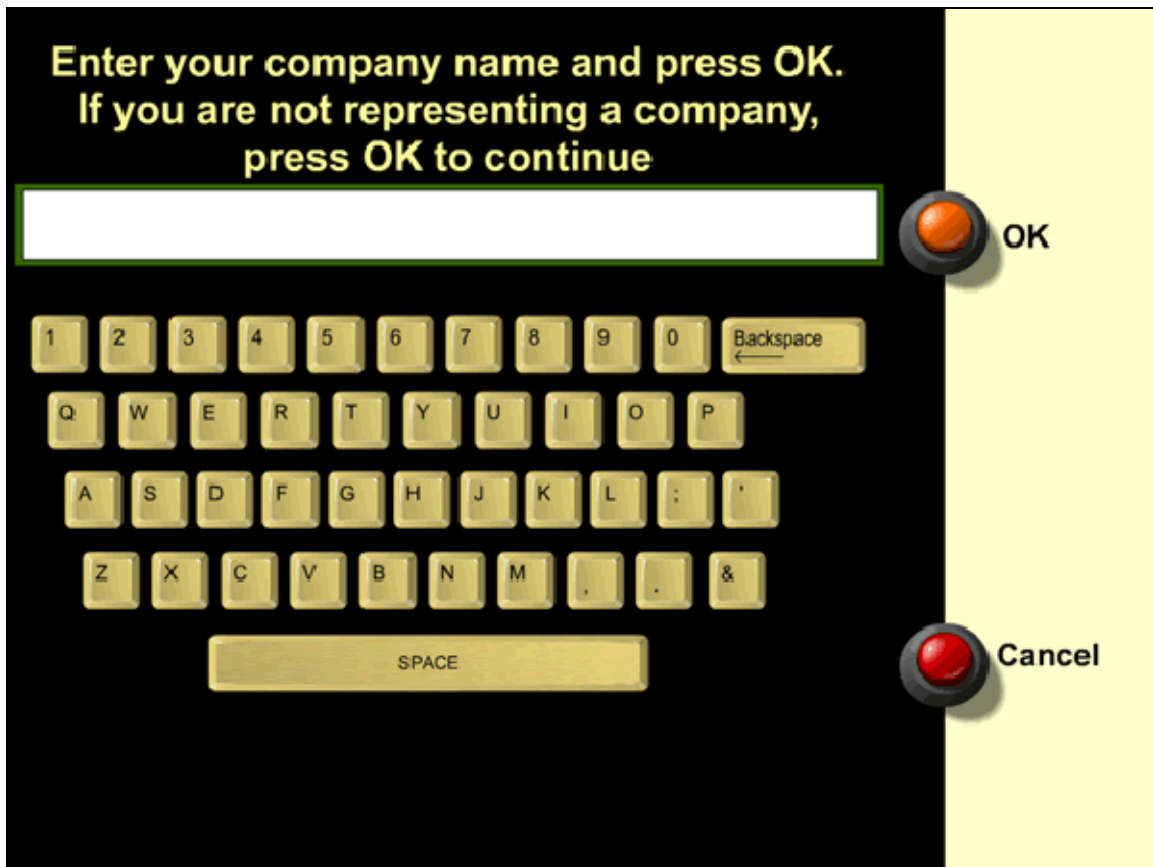 Enter your company name and press OK.
If you are not representing a company,
press OK to continue
OK
1 2 3 4 5 6 7 8 9 0 Backspace
Q W E R T Y U I O P
A S D F G H J K L ; '
Z X C V B N M , . &
SPACE
Cancel